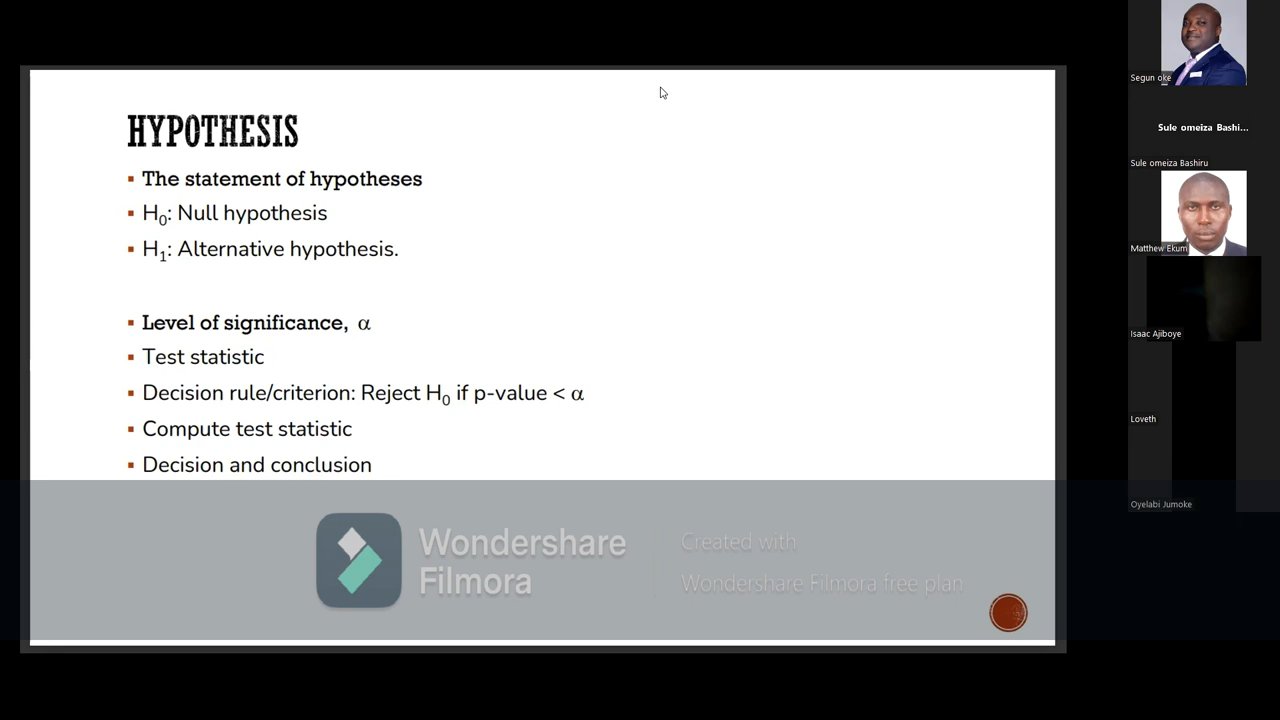 HYPOTHESIS
The statement of hypotheses
H₀: Null hypothesis
H₁: Alternative hypothesis.
Level of significance, α
Test statistic
Decision rule/criterion: Reject H₀ if p-value < α
Compute test statistic
Decision and conclusion
Wondershare
Filmora
Created with
Wondershare Filmora free plan
Segun oke
Sule omeiza Bashi...
Sule omeiza Bashiru
Matthew Ekum
Isaac Ajiboye
Loveth
Oyelabi Jumoke